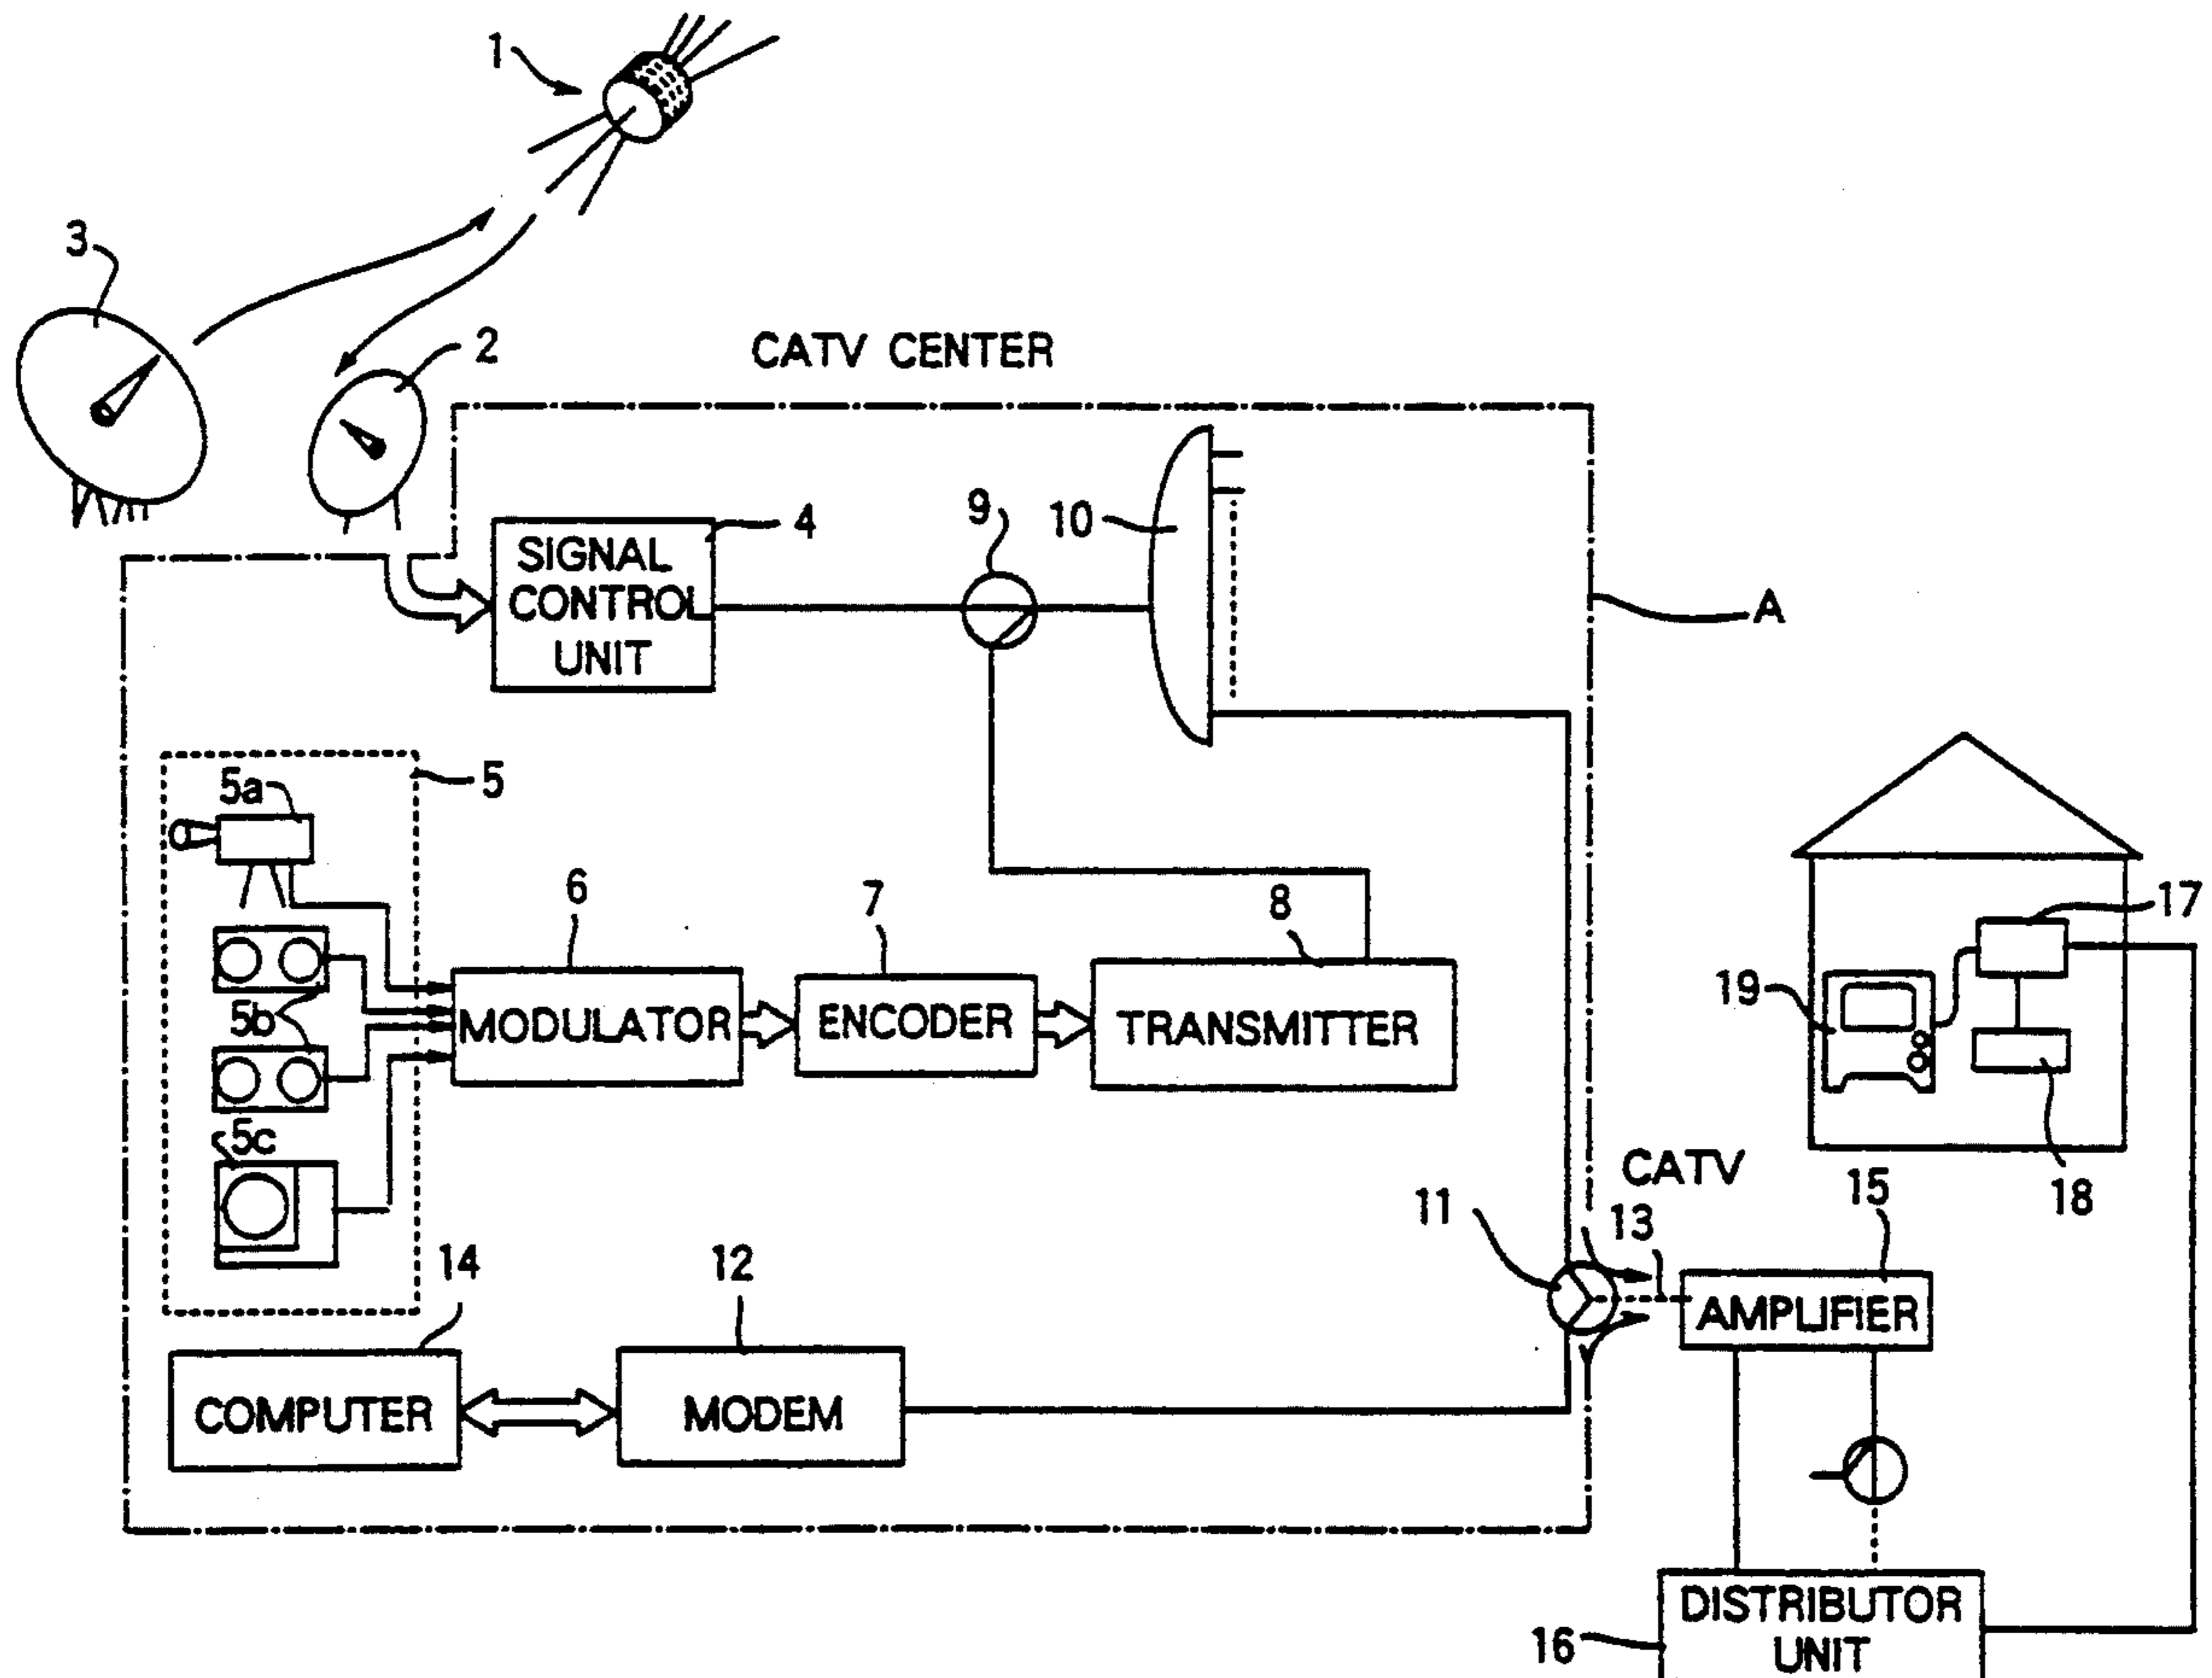 1
3
2
CATV CENTER
4
9
10
SIGNAL
CONTROL
UNIT
A
5
5a
6
7
8
17
5b
MODULATOR
ENCODER
TRANSMITTER
19
5c
CATV
18
11
13
15
14
12
AMPLIFIER
COMPUTER
MODEM
DISTRIBUTOR
UNIT
16